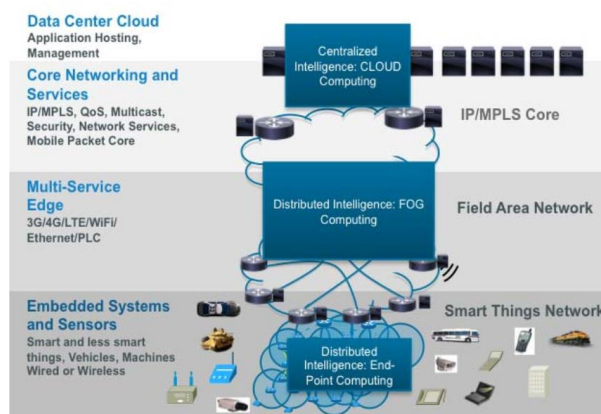 Data Center Cloud
Application Hosting,
Management
Centralized
Intelligence: CLOUD
Computing
Core Networking and
Services
IP/MPLS, QoS, Multicast,
Security, Network Services,
Mobile Packet Core
IP/MPLS Core
Multi-Service
Edge
3G/4G/LTE/WiFi/
Ethernet/PLC
Distributed Intelligence: FOG
Computing
Field Area Network
Embedded Systems
and Sensors
Smart and less smart
things, Vehicles, Machines
Wired or Wireless
Distributed
Intelligence: End-
Point Computing
Smart Things Network